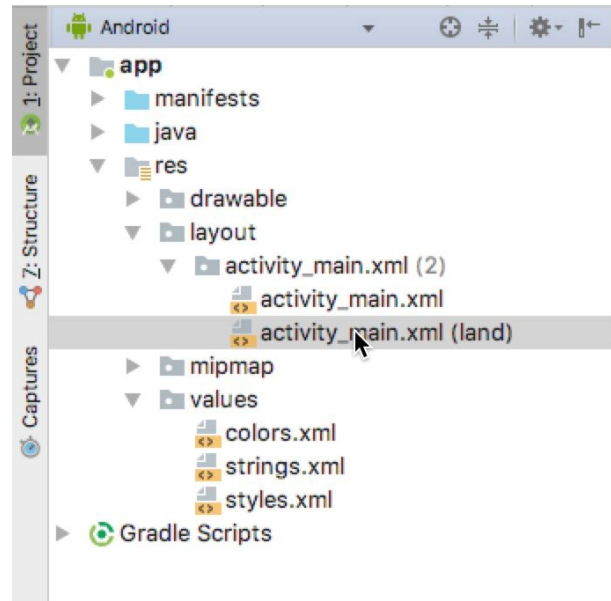 Android
1: Project
7: Structure
Captures
app
manifests
java
res
drawable
layout
activity_main.xml (2)
activity_main.xml
activity_main.xml (land)
mipmap
values
colors.xml
strings.xml
styles.xml
Gradle Scripts